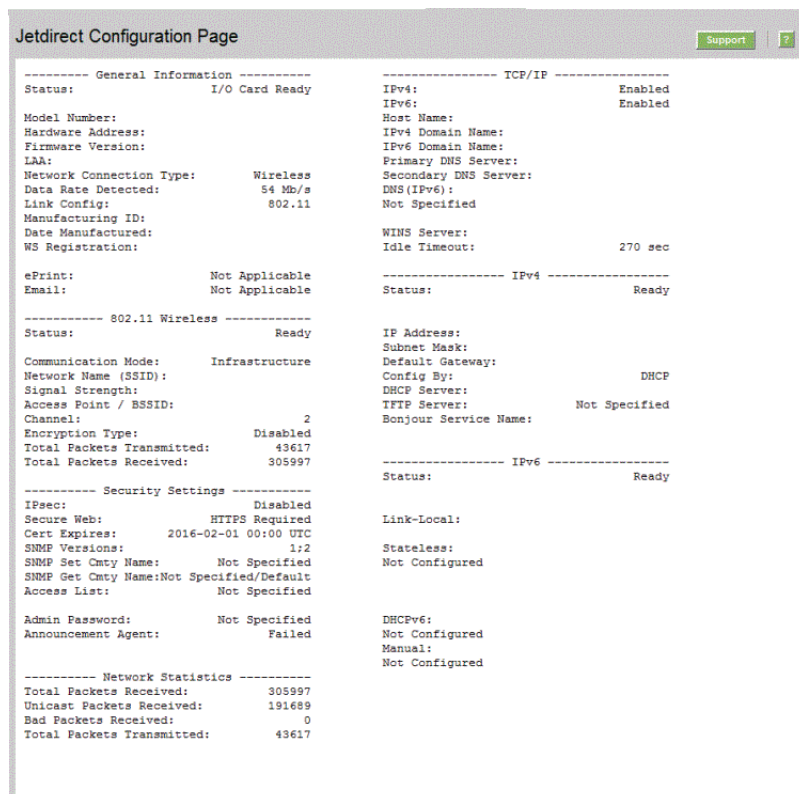 Jetdirect Configuration Page
Support
?
--------- General Information ----------
Status: I/O Card Ready
Model Number:
Hardware Address:
Firmware Version:
LAA:
Network Connection Type: Wireless
Data Rate Detected: 54 Mb/s
Link Config: 802.11
Manufacturing ID:
Date Manufactured:
WS Registration:
ePrint: Not Applicable
Email: Not Applicable
----------- 802.11 Wireless ------------
Status: Ready
Communication Mode: Infrastructure
Network Name (SSID):
Signal Strength:
Access Point / BSSID:
Channel: 2
Encryption Type: Disabled
Total Packets Transmitted: 43617
Total Packets Received: 305997
---------- Security Settings -----------
IPsec: Disabled
Secure Web: HTTPS Required
Cert Expires: 2016-02-01 00:00 UTC
SNMP Versions: 1;2
SNMP Set Cmty Name: Not Specified
SNMP Get Cmty Name:Not Specified/Default
Access List: Not Specified
Admin Password: Not Specified
Announcement Agent: Failed
---------- Network Statistics ----------
Total Packets Received: 305997
Unicast Packets Received: 191689
Bad Packets Received: 0
Total Packets Transmitted: 43617
---------------- TCP/IP ----------------
IPv4: Enabled
IPv6: Enabled
Host Name:
IPv4 Domain Name:
IPv6 Domain Name:
Primary DNS Server:
Secondary DNS Server:
DNS(IPv6):
Not Specified
WINS Server:
Idle Timeout: 270 sec
----------------- IPv4 -----------------
Status: Ready
IP Address:
Subnet Mask:
Default Gateway:
Config By: DHCP
DHCP Server:
TFTP Server: Not Specified
Bonjour Service Name:
----------------- IPv6 -----------------
Status: Ready
Link-Local:
Stateless:
Not Configured
DHCPv6:
Not Configured
Manual:
Not Configured